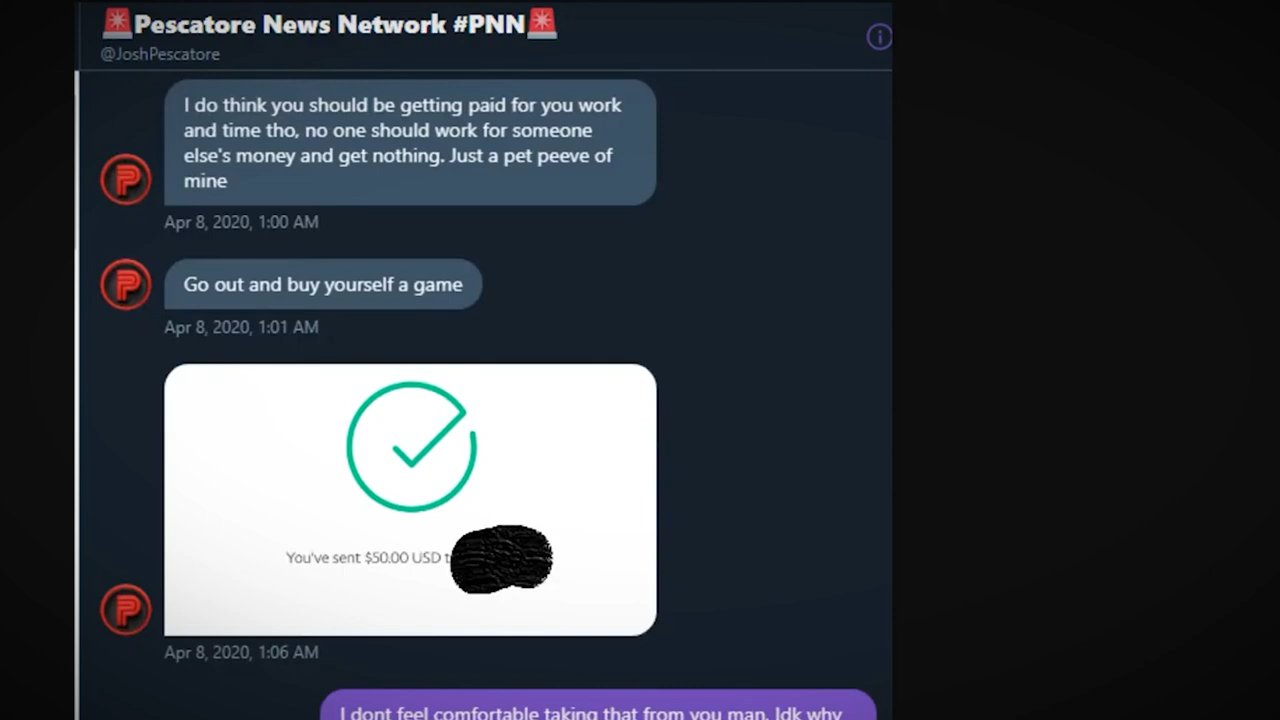 🚨Pescatore News Network #PNN🚨
@JoshPescatore
I do think you should be getting paid for you work
and time tho, no one should work for someone
else's money and get nothing. Just a pet peeve of
mine
Apr 8, 2020, 1:00 AM
Go out and buy yourself a game
Apr 8, 2020, 1:01 AM
You've sent $50.00 USD
Apr 8, 2020, 1:06 AM
I dont feel comfortable taking that from you man. Idk why